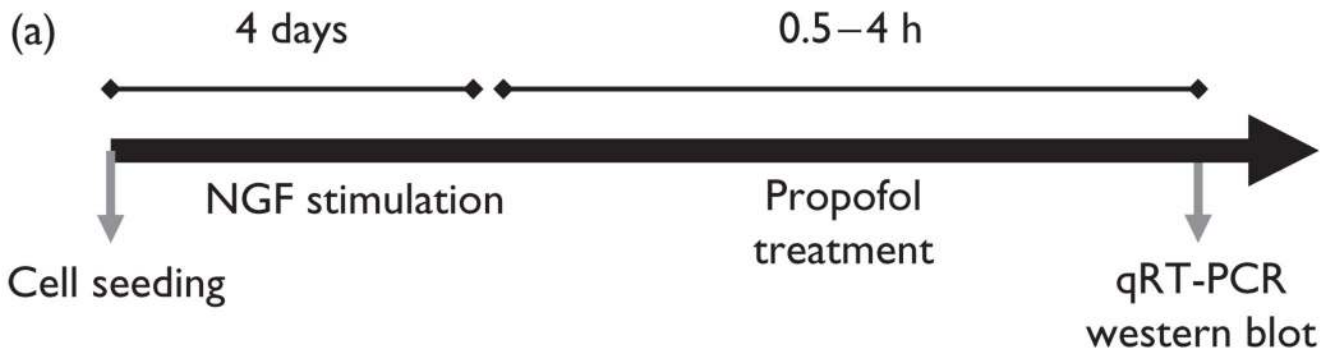 (a) 4 days 0.5–4 h
NGF stimulation Propofol
treatment
Cell seeding qRT-PCR
western blot